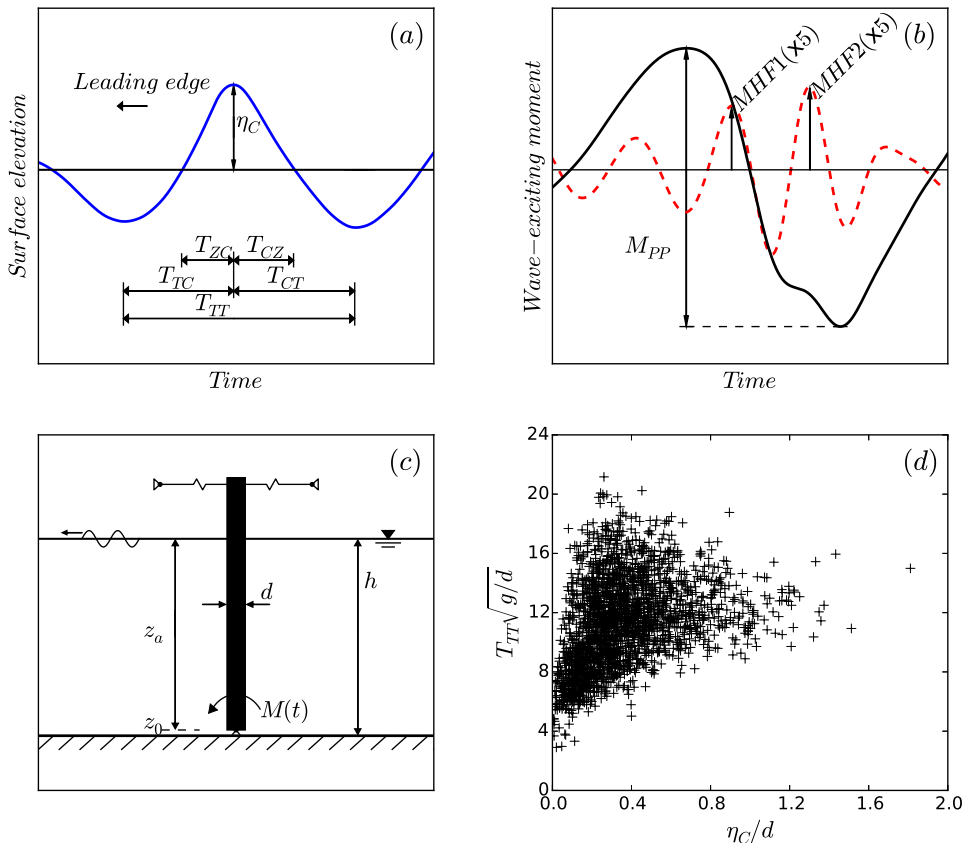 (a)
Leading edge
η_C
T_ZC T_CZ
T_TC T_CT
T_TT
Surface elevation
Time
(b)
MHF1(x5)
MHF2(x5)
M_PP
Wave−exciting moment
Time
(c)
d
h
z_a
M(t)
z_0
(d)
24
20
16
12
8
4
0
0.0 0.4 0.8 1.2 1.6 2.0
T_TT√g/d
η_C/d